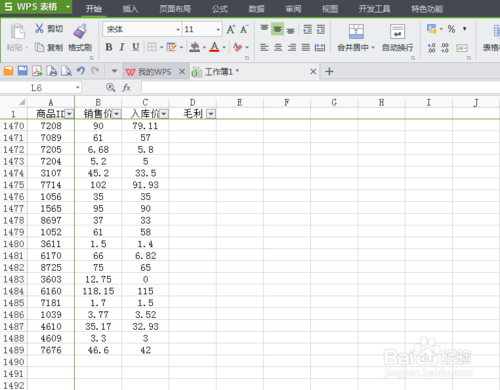 S WPS 表格 开始 插入 页面布局 公式 数据 审阅 视图 开发工具 特色功能
剪切 宋体 11
粘贴 复制 格式刷 B I U 合并居中 自动换行 表格
W 我的WPS 工作簿1 *
L6 fx
A B C D E F G H I J
1 商品ID 销售价 入库价 毛利
1470 7208 90 79.11
1471 7089 61 57
1472 7205 6.68 5.8
1473 7204 5.2 5
1474 3107 45.2 33.5
1475 7714 102 91.93
1476 1056 35 35
1477 1565 95 90
1478 8697 37 33
1479 1052 61 58
1480 3611 1.5 1.4
1481 6170 66 6.82
1482 8725 75 65
1483 3603 12.75 0
1484 6160 118.15 115
1485 7181 1.7 1.5
1486 1039 3.77 3.52
1487 4610 35.17 32.93
1488 4609 3.3 3
1489 7676 46.6 42
1490
1491
1492
Baidu 经验
jingyan.baidu.com